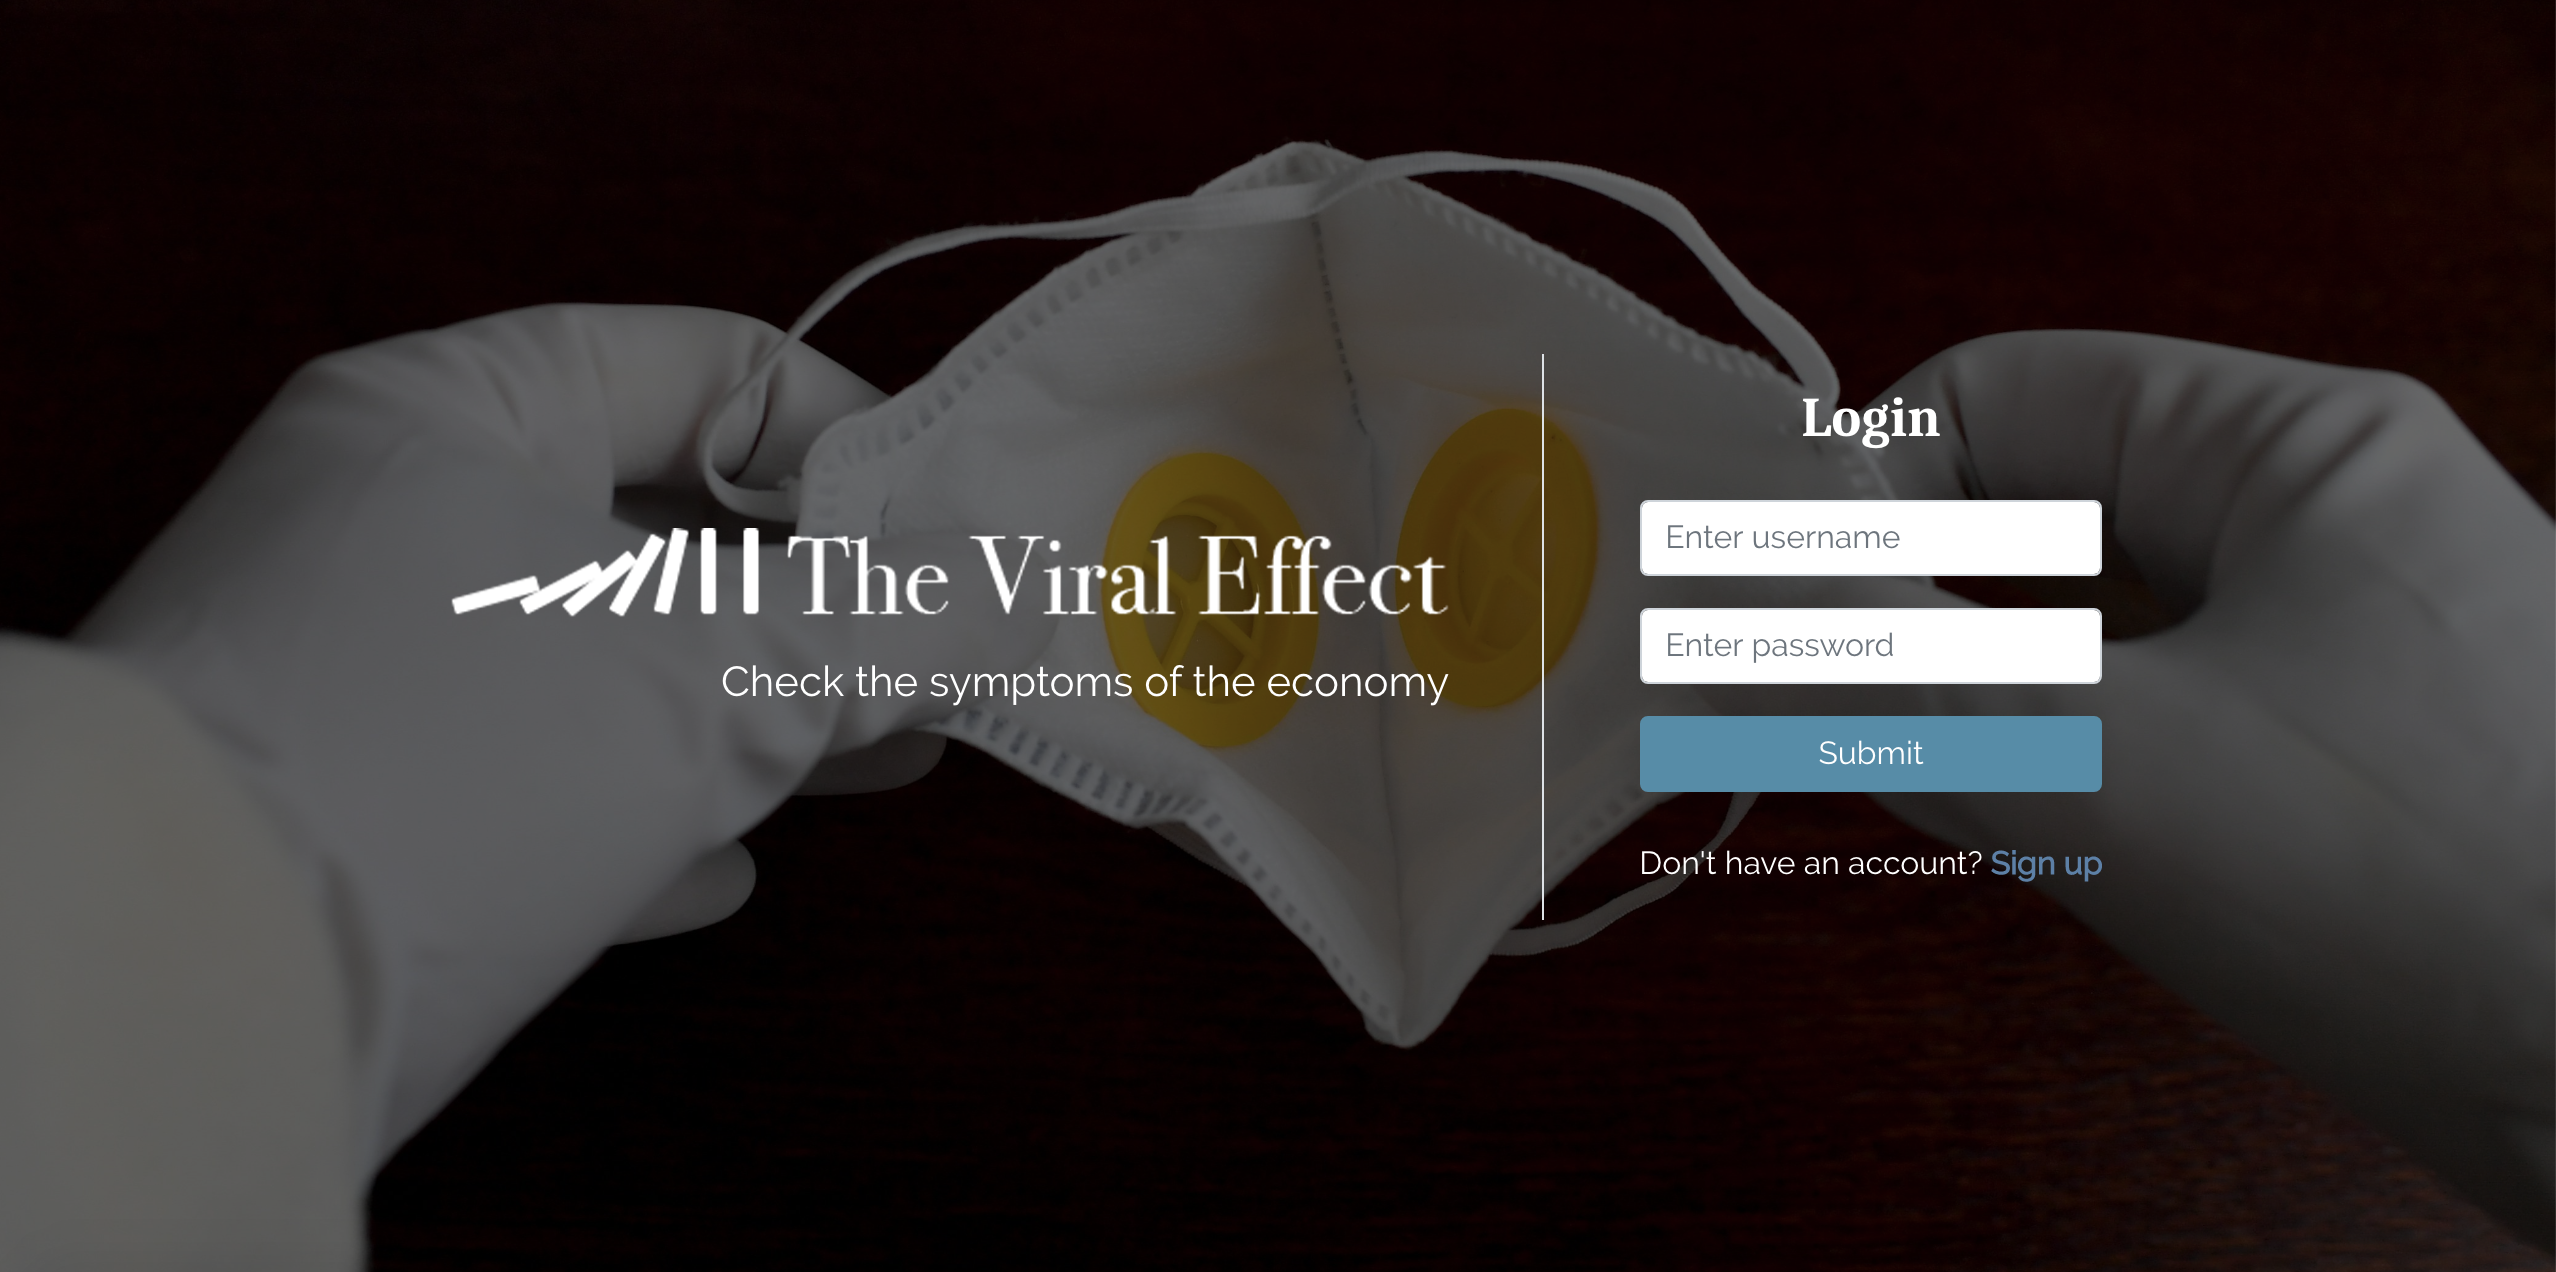 The Viral Effect
Check the symptoms of the economy
Login
Enter username
Enter password
Submit
Don't have an account? Sign up